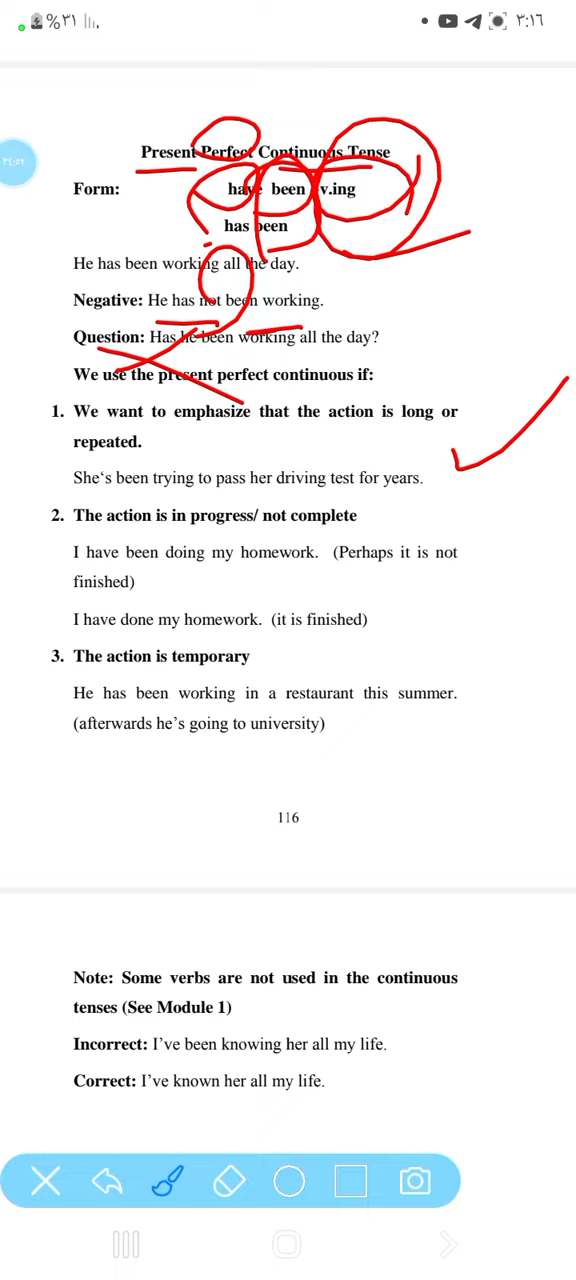 %٣١
٣:١٦
٣٤:٥٢
Present Perfect Continuous Tense
Form: have been v.ing
has been
He has been working all the day.
Negative: He has not been working.
Question: Has he been working all the day?
We use the present perfect continuous if:
1. We want to emphasize that the action is long or
repeated.
She‘s been trying to pass her driving test for years.
2. The action is in progress/ not complete
I have been doing my homework. (Perhaps it is not
finished)
I have done my homework. (it is finished)
3. The action is temporary
He has been working in a restaurant this summer.
(afterwards he’s going to university)
116
Note: Some verbs are not used in the continuous
tenses (See Module 1)
Incorrect: I’ve been knowing her all my life.
Correct: I’ve known her all my life.